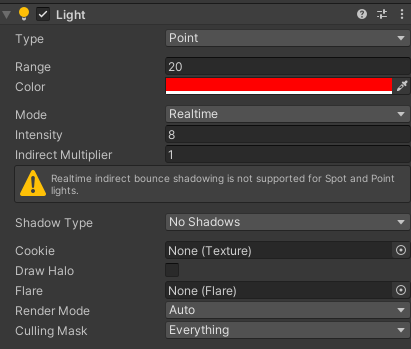 Light
Type Point
Range 20
Color
Mode Realtime
Intensity 8
Indirect Multiplier 1
Realtime indirect bounce shadowing is not supported for Spot and Point
lights.
Shadow Type No Shadows
Cookie None (Texture)
Draw Halo
Flare None (Flare)
Render Mode Auto
Culling Mask Everything